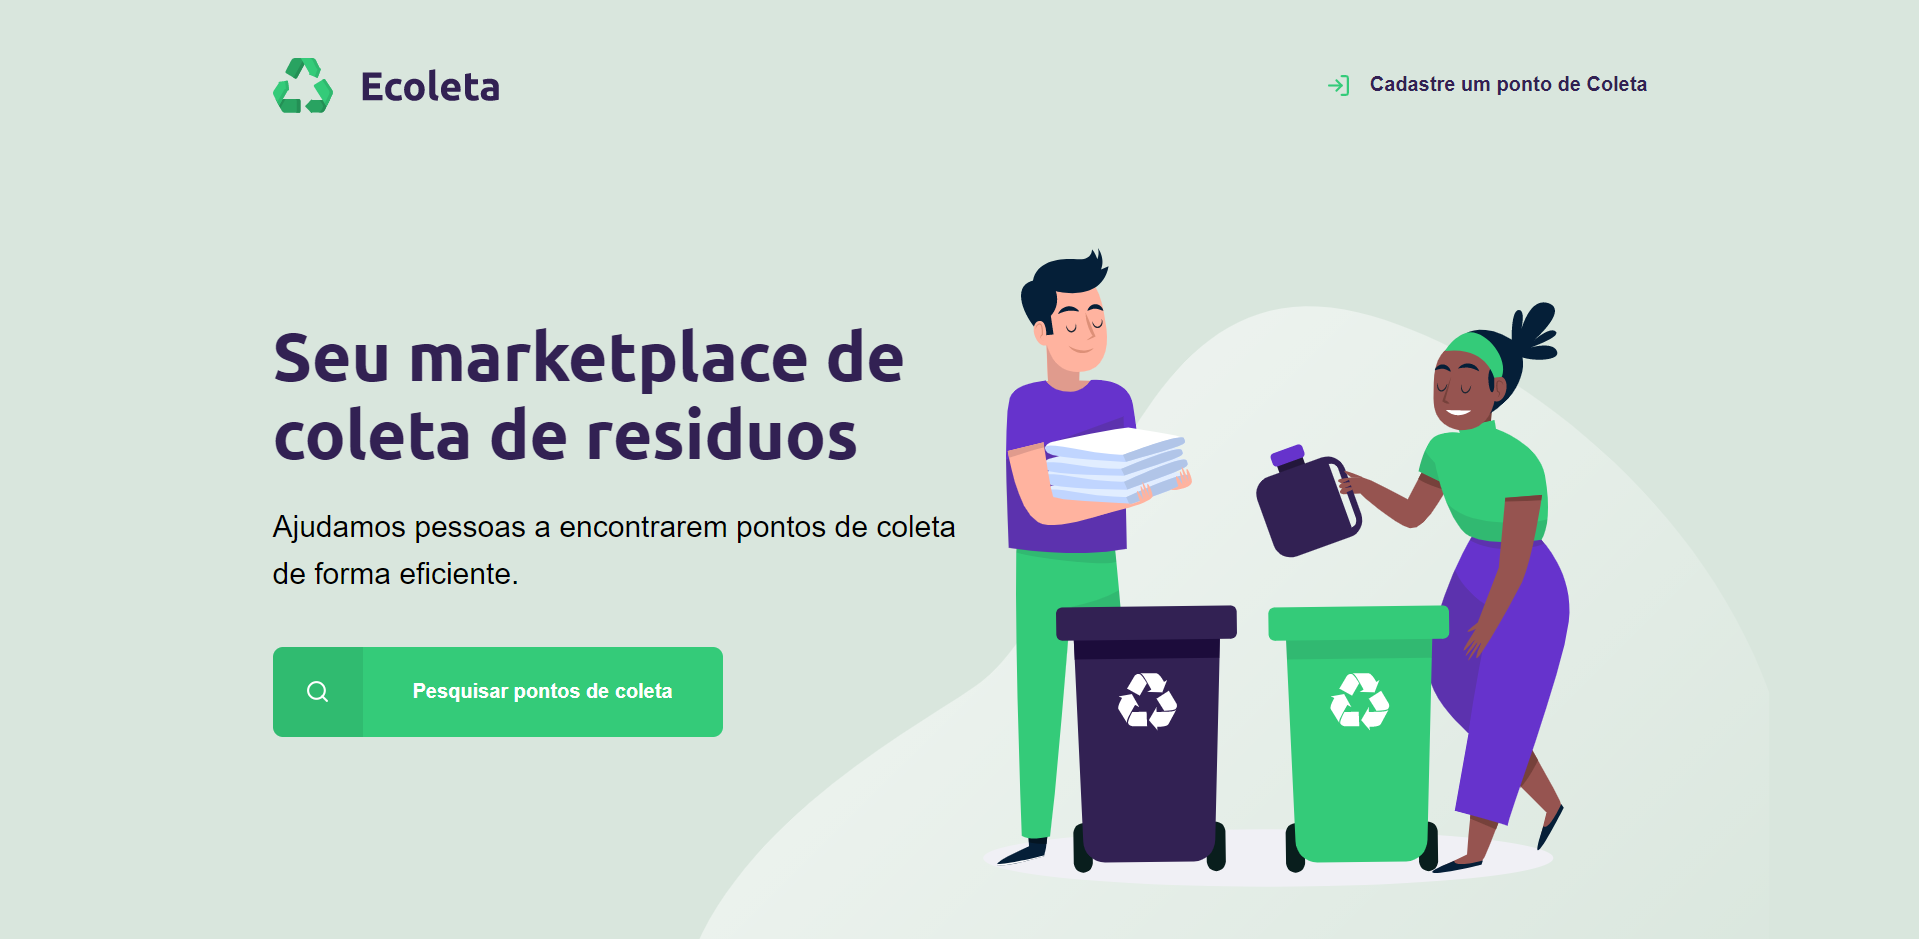 Ecoleta
Cadastre um ponto de Coleta
Seu marketplace de
coleta de residuos
Ajudamos pessoas a encontrarem pontos de coleta
de forma eficiente.
Pesquisar pontos de coleta